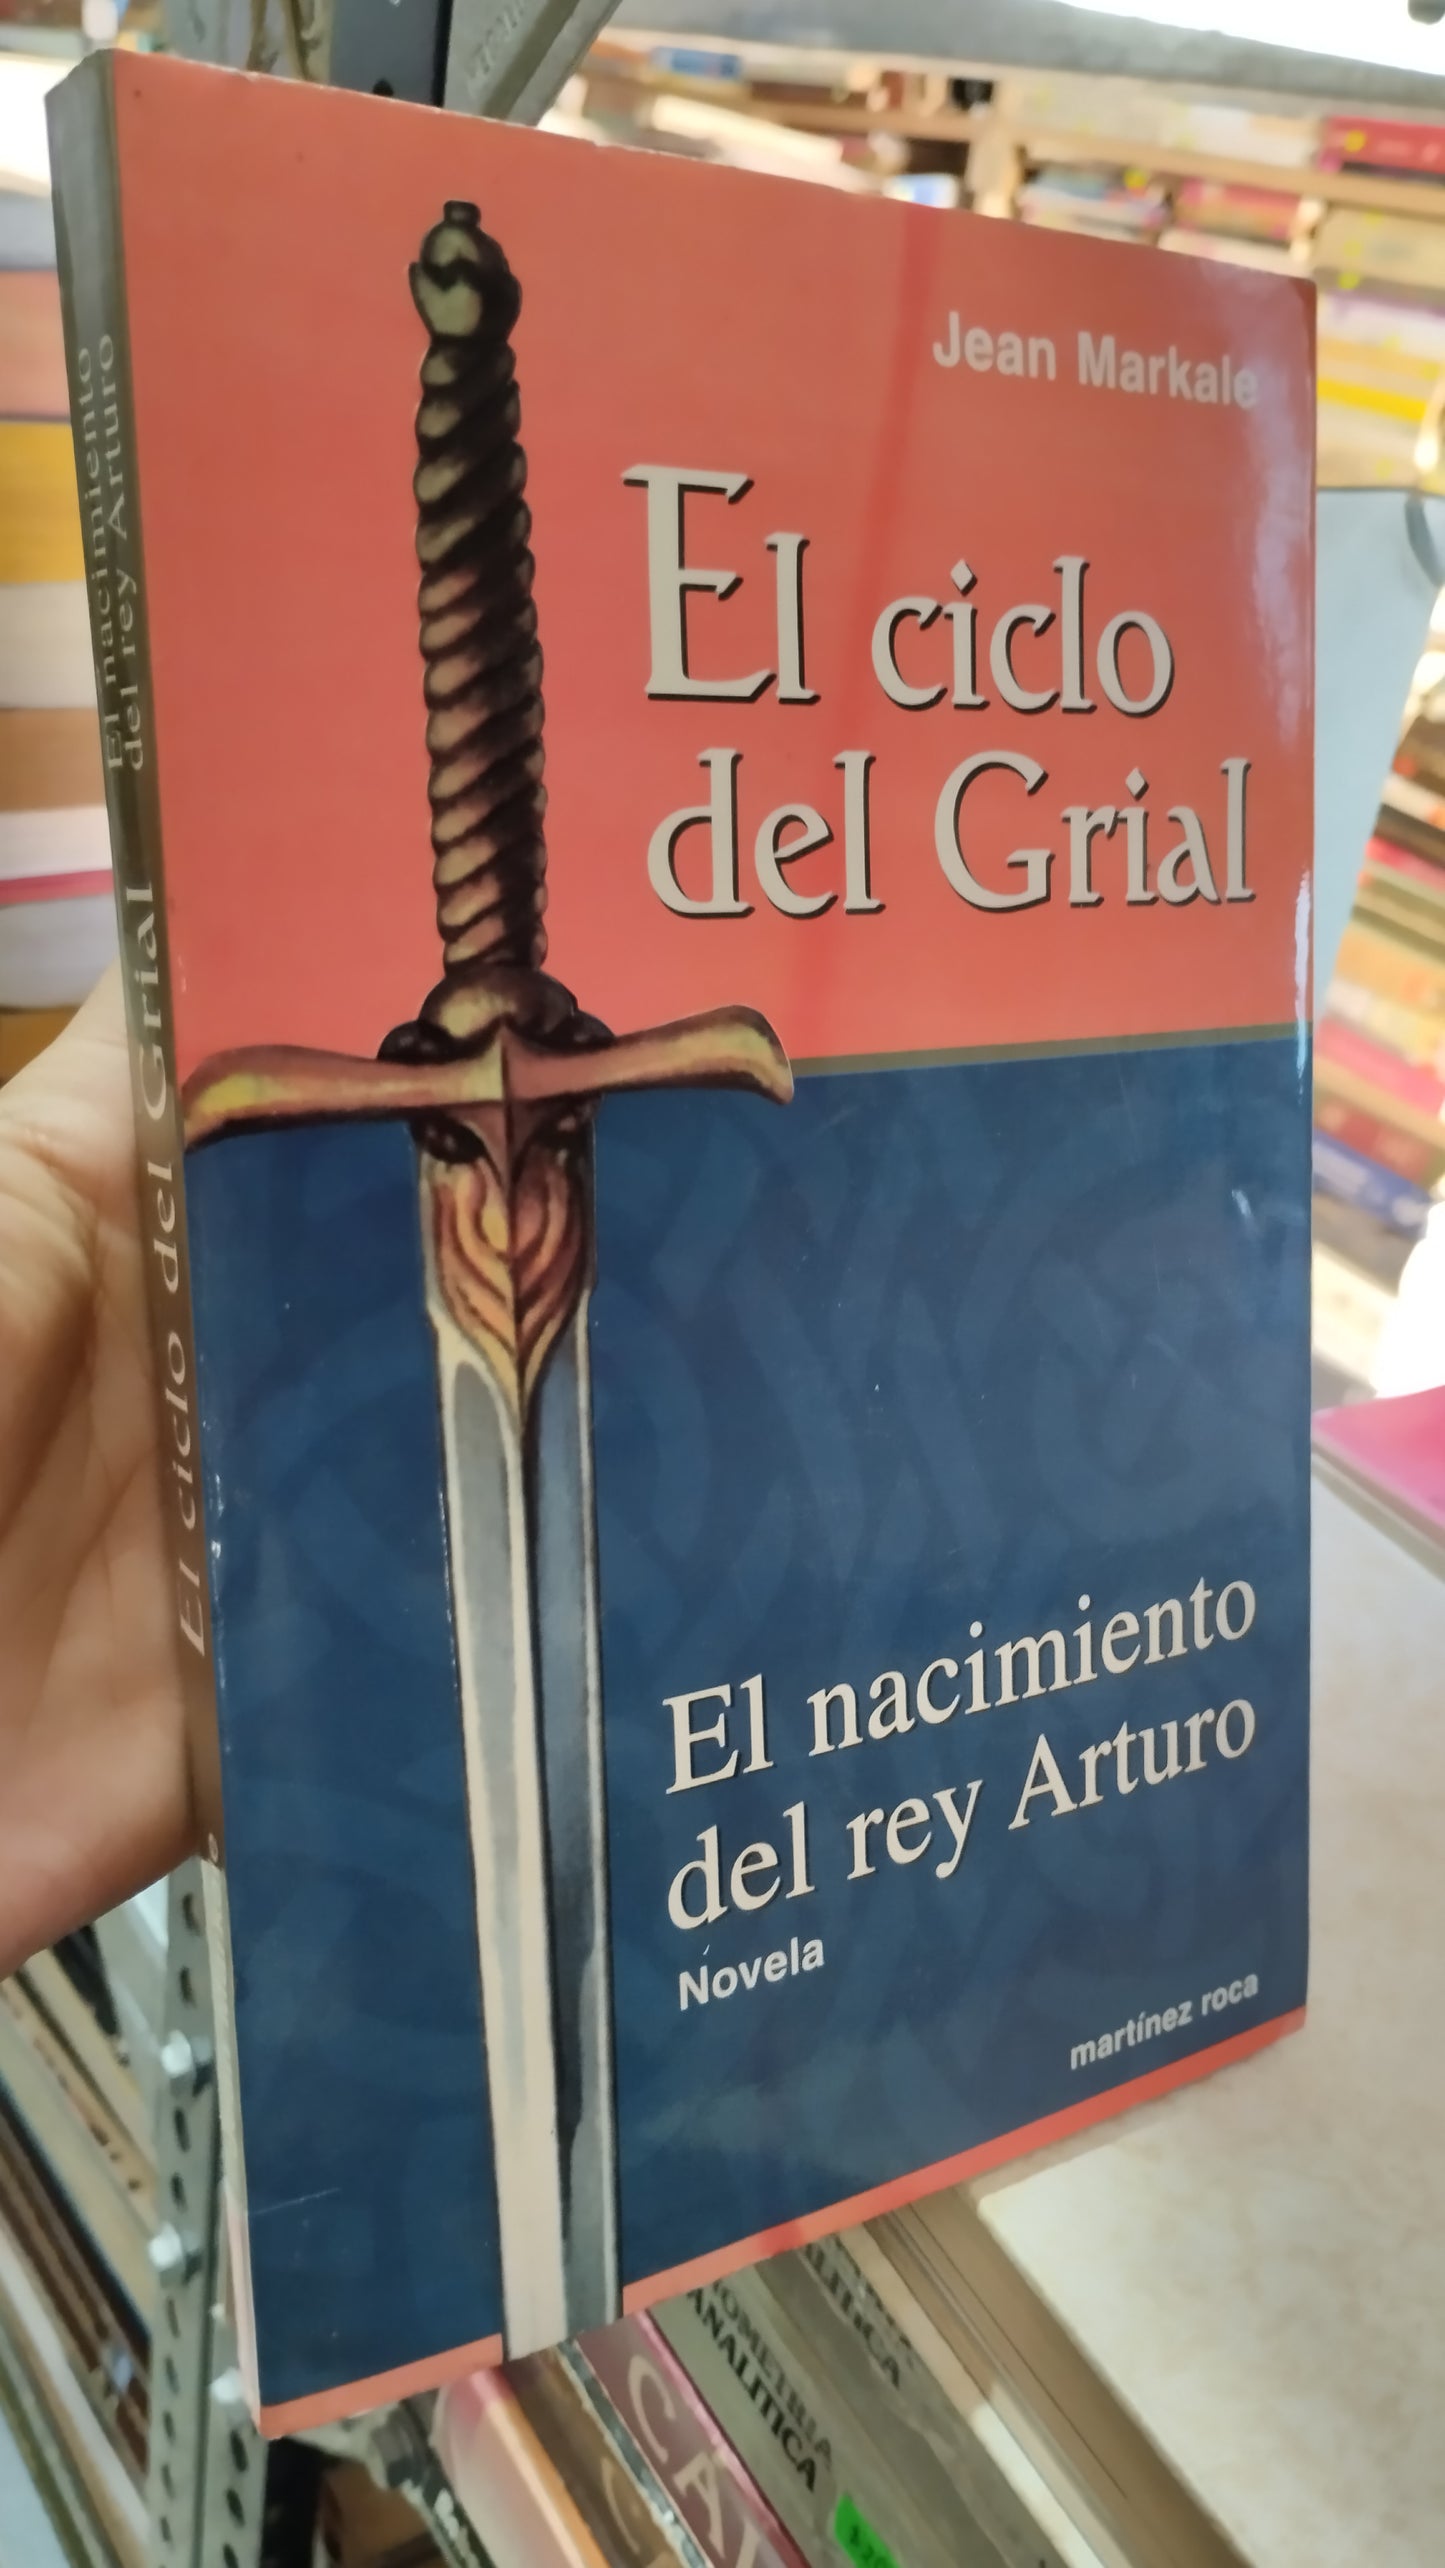 Jean Markale
El ciclo
del Grial
El nacimiento
del rey Arturo
Novela
martínez roca
El ciclo del Grial
El nacimiento
del rey Arturo
ANALITICA